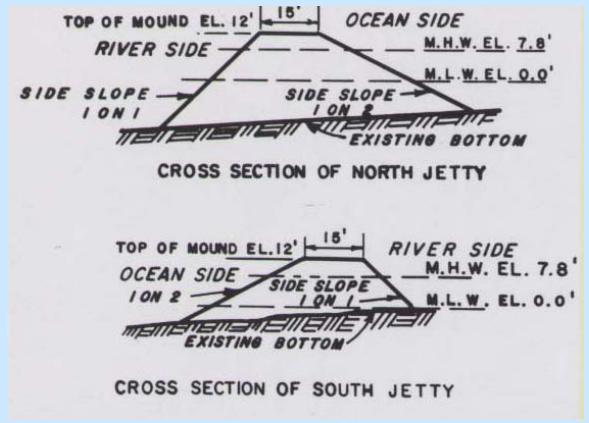 15'
TOP OF MOUND EL. 12'
OCEAN SIDE
RIVER SIDE
M.H.W. EL. 7.8'
M.L.W. EL. 0.0'
SIDE SLOPE
1 ON 1
SIDE SLOPE
1 ON 2
EXISTING BOTTOM
CROSS SECTION OF NORTH JETTY
15'
TOP OF MOUND EL. 12'
RIVER SIDE
OCEAN SIDE
M.H.W. EL. 7.8'
1 ON 2
SIDE SLOPE
1 ON 1
M.L.W. EL. 0.0'
EXISTING BOTTOM
CROSS SECTION OF SOUTH JETTY